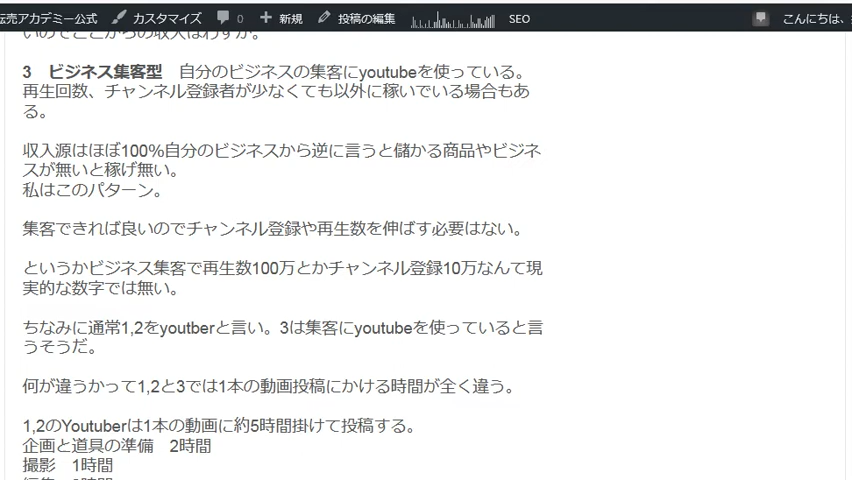 転売アカデミー公式 カスタマイズ 0 新規 投稿の編集 SEO こんにちは、
いのでここからの収入はわずか。
3 ビジネス集客型 自分のビジネスの集客にyoutubeを使っている。
再生回数、チャンネル登録者が少なくても以外に稼いでいる場合もあ
る。
収入源はほぼ100%自分のビジネスから逆に言うと儲かる商品やビジネ
スが無いと稼げ無い。
私はこのパターン。
集客できれば良いのでチャンネル登録や再生数を伸ばす必要はない。
というかビジネス集客で再生数100万とかチャンネル登録10万なんて現
実的な数字では無い。
ちなみに通常1,2をyoutberと言い。3は集客にyoutubeを使っていると言
うそうだ。
何が違うかって1,2と3では1本の動画投稿にかける時間が全く違う。
1,2のYoutuberは1本の動画に約5時間掛けて投稿する。
企画と道具の準備 2時間
撮影 1時間